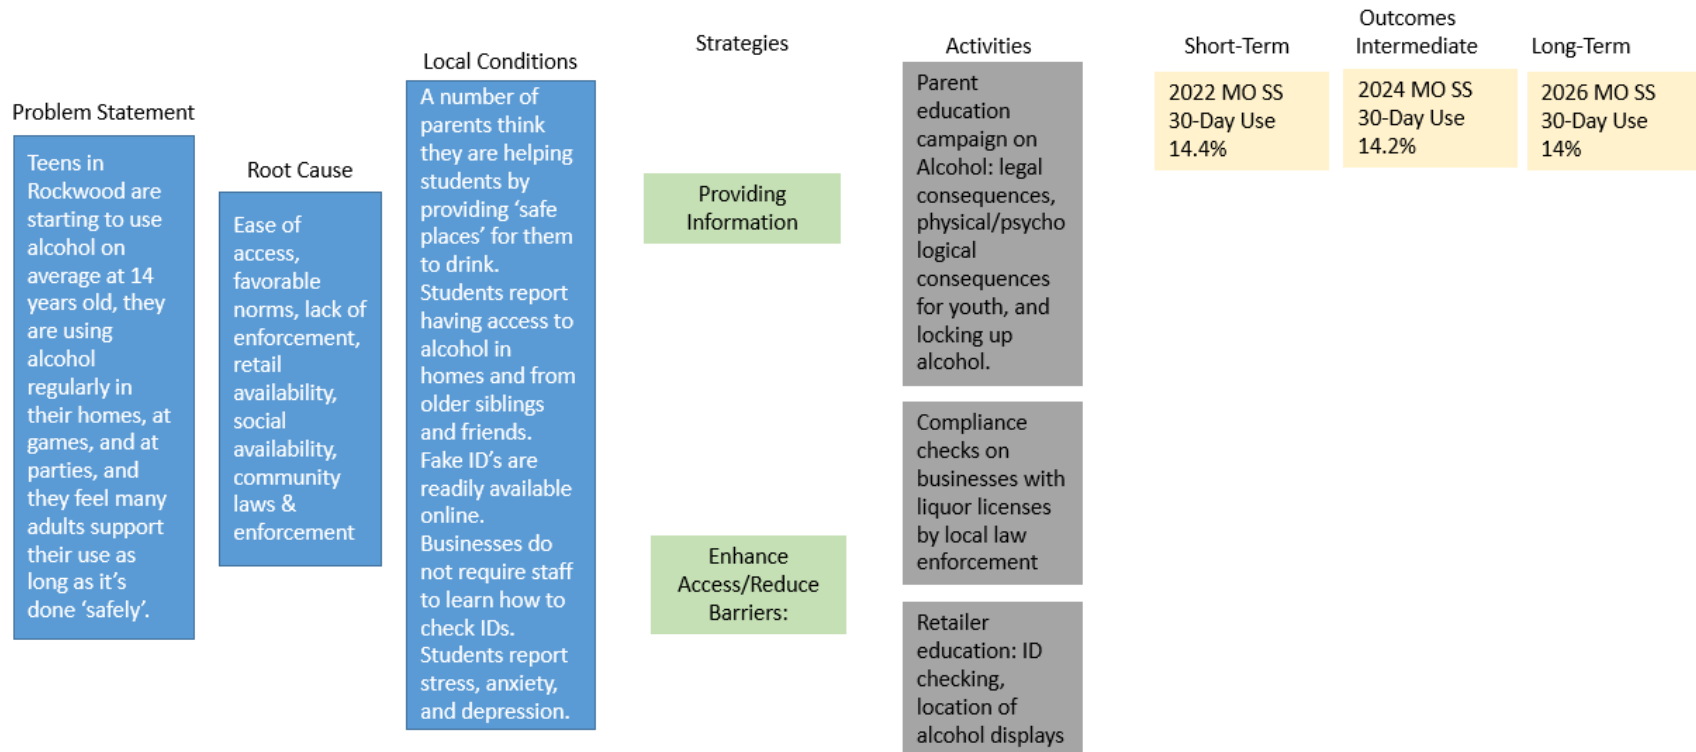 Problem Statement
Teens in
Rockwood are
starting to use
alcohol on
average at 14
years old, they
are using
alcohol
regularly in
their homes, at
games, and at
parties, and
they feel many
adults support
their use as
long as it's
done ‘safely’.
Root Cause
Ease of
access,
favorable
norms, lack of
enforcement,
retail
availability,
social
availability,
community
laws &
enforcement
Local Conditions
A number of
parents think
they are helping
students by
providing ‘safe
places’ for them
to drink.
Students report
having access to
alcohol in
homes and from
older siblings
and friends.
Fake ID’s are
readily available
online.
Businesses do
not require staff
to learn how to
check IDs.
Students report
stress, anxiety,
and depression.
Strategies
Providing
Information
Enhance
Access/Reduce
Barriers:
Activities
Parent
education
campaign on
Alcohol: legal
consequences,
physical/psycho
logical
consequences
for youth, and
locking up
alcohol.
Compliance
checks on
businesses with
liquor licenses
by local law
enforcement
Retailer
education: ID
checking,
location of
alcohol displays
Outcomes
Short-Term
2022 MO SS
30-Day Use
14.4%
Intermediate
2024 MO SS
30-Day Use
14.2%
Long-Term
2026 MO SS
30-Day Use
14%